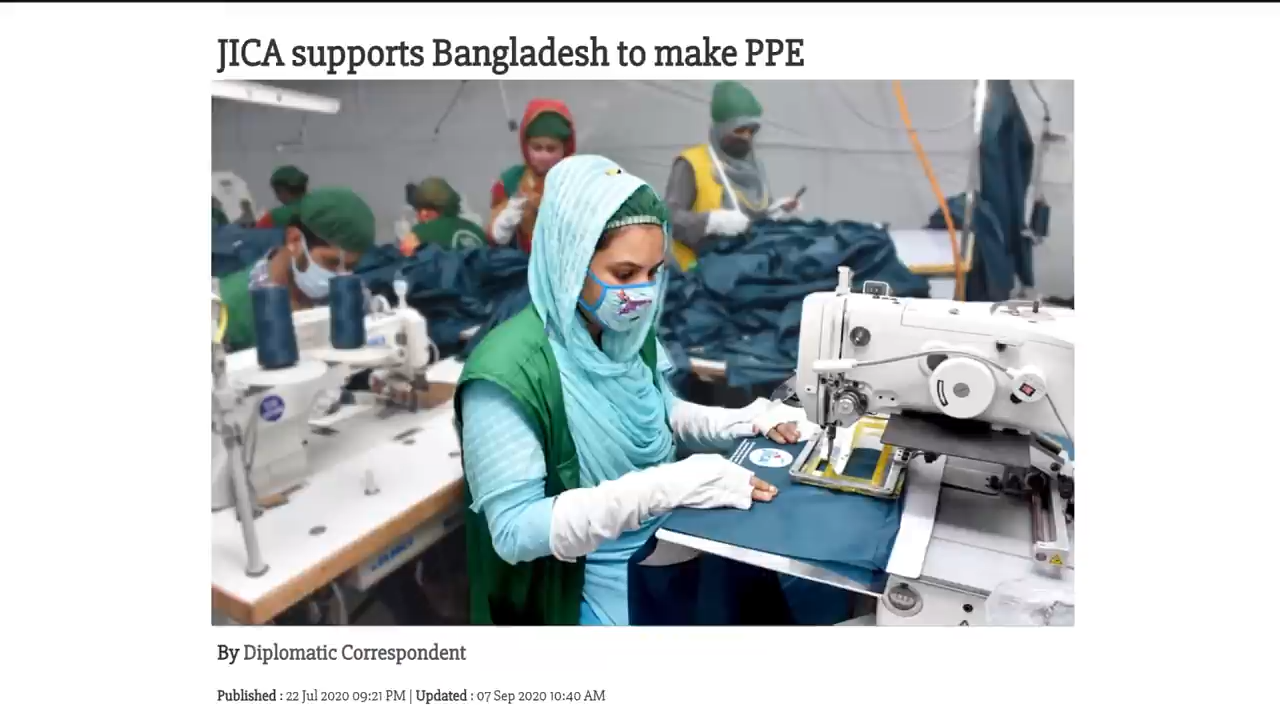 JICA supports Bangladesh to make PPE
By Diplomatic Correspondent
Published : 22 Jul 2020 09:21 PM | Updated : 07 Sep 2020 10:40 AM